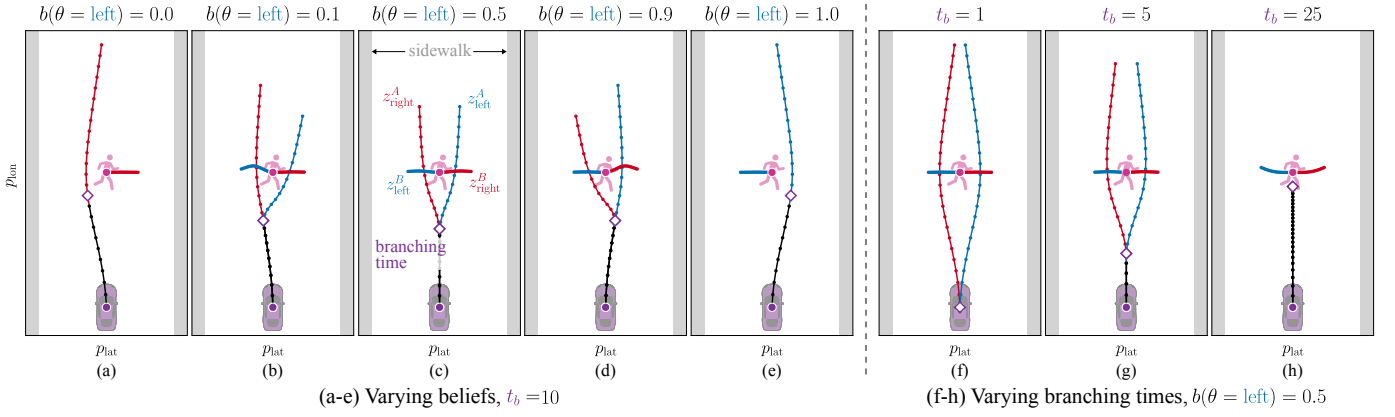 b(θ = left) = 0.0
b(θ = left) = 0.1
b(θ = left) = 0.5
b(θ = left) = 0.9
b(θ = left) = 1.0
t_b = 1
t_b = 5
t_b = 25
sidewalk
z^A_right
z^A_left
z^B_left
z^B_right
branching
time
p_lon
p_lat
p_lat
p_lat
p_lat
p_lat
p_lat
p_lat
p_lat
(a)
(b)
(c)
(d)
(e)
(f)
(g)
(h)
(a-e) Varying beliefs, t_b =10
(f-h) Varying branching times, b(θ = left) = 0.5